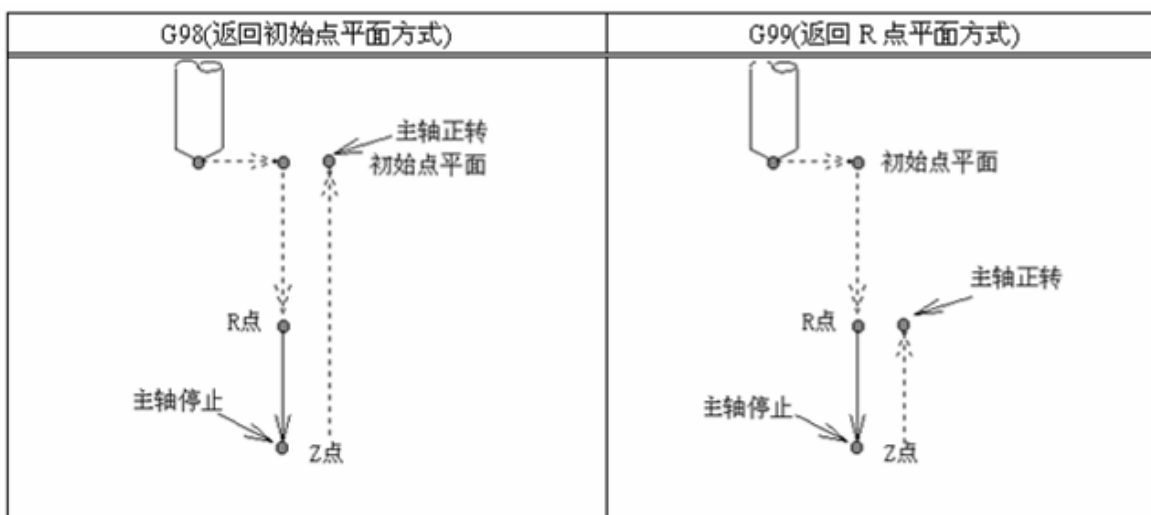 G98(返回初始点平面方式)
G99(返回 R 点平面方式)
主轴正转
初始点平面
R点
主轴停止
Z点
初始点平面
主轴正转
R点
主轴停止
Z点